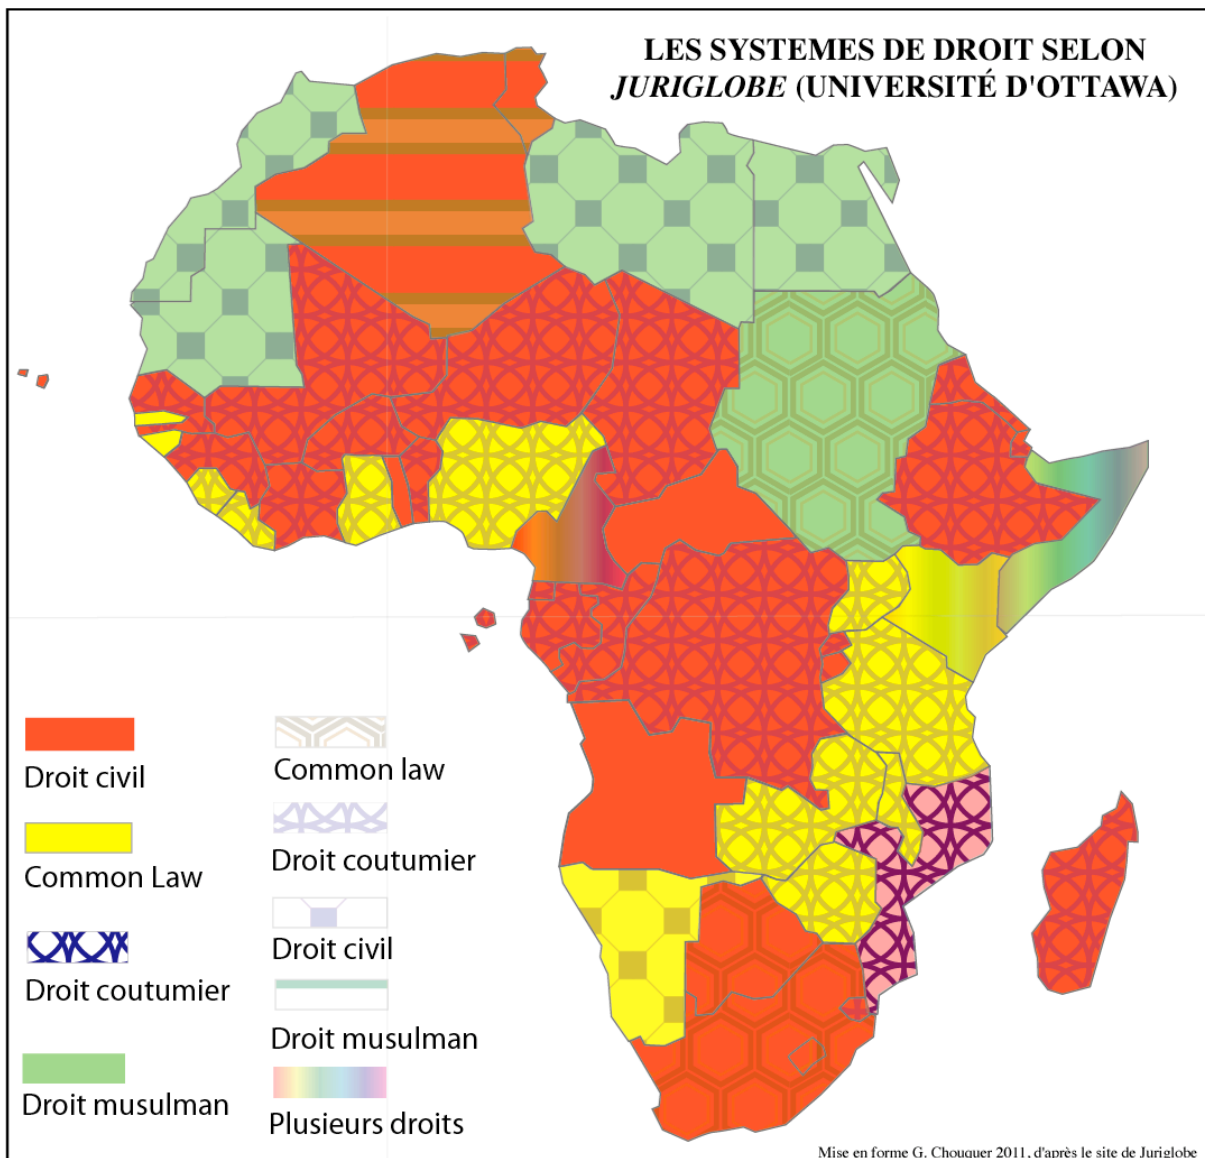 LES SYSTEMES DE DROIT SELON
JURIGLOBE (UNIVERSITÉ D'OTTAWA)
Droit civil
Common Law
Droit coutumier
Droit musulman
Common law
Droit coutumier
Droit civil
Droit musulman
Plusieurs droits
Mise en forme G. Chouquer 2011, d'après le site de Juriglobe